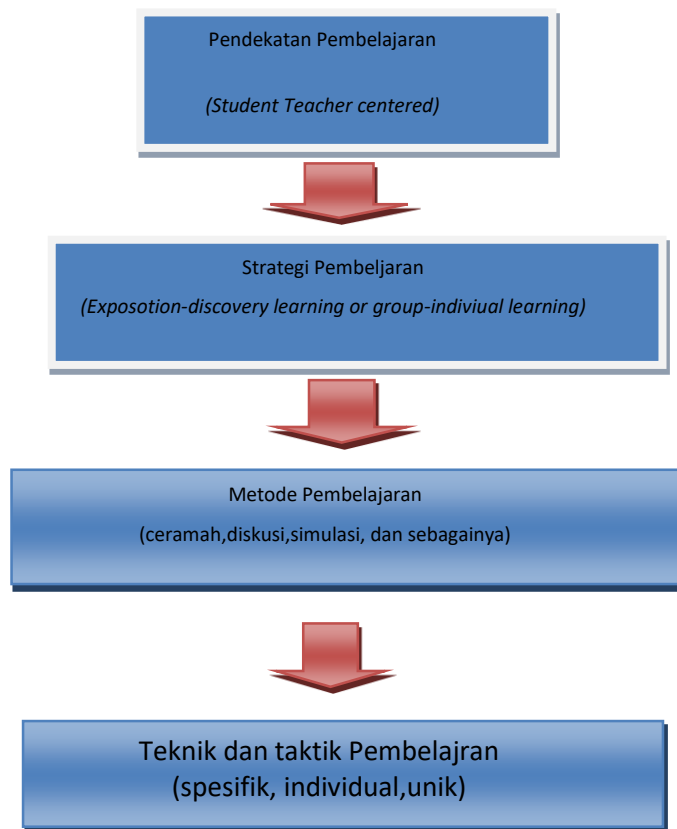 Pendekatan Pembelajaran
(Student Teacher centered)
Strategi Pembeljaran
(Exposotion-discovery learning or group-indiviual learning)
Metode Pembelajaran
(ceramah,diskusi,simulasi, dan sebagainya)
Teknik dan taktik Pembelajran
(spesifik, individual,unik)